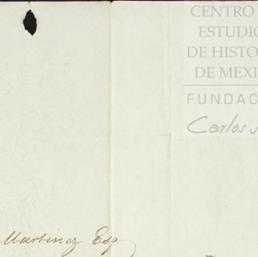 CENTRO
ESTUDIO
DE HISTO
DE MEXI
FUNDAC
Carlos
Martinez Esq